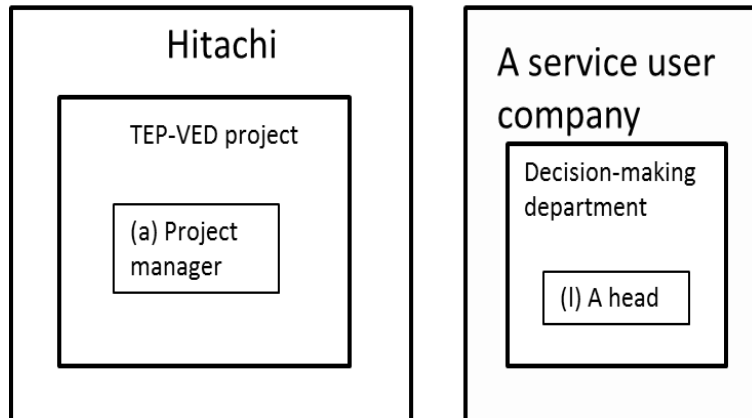 Hitachi
TEP-VED project
(a) Project
manager
A service user
company
Decision-making
department
(l) A head